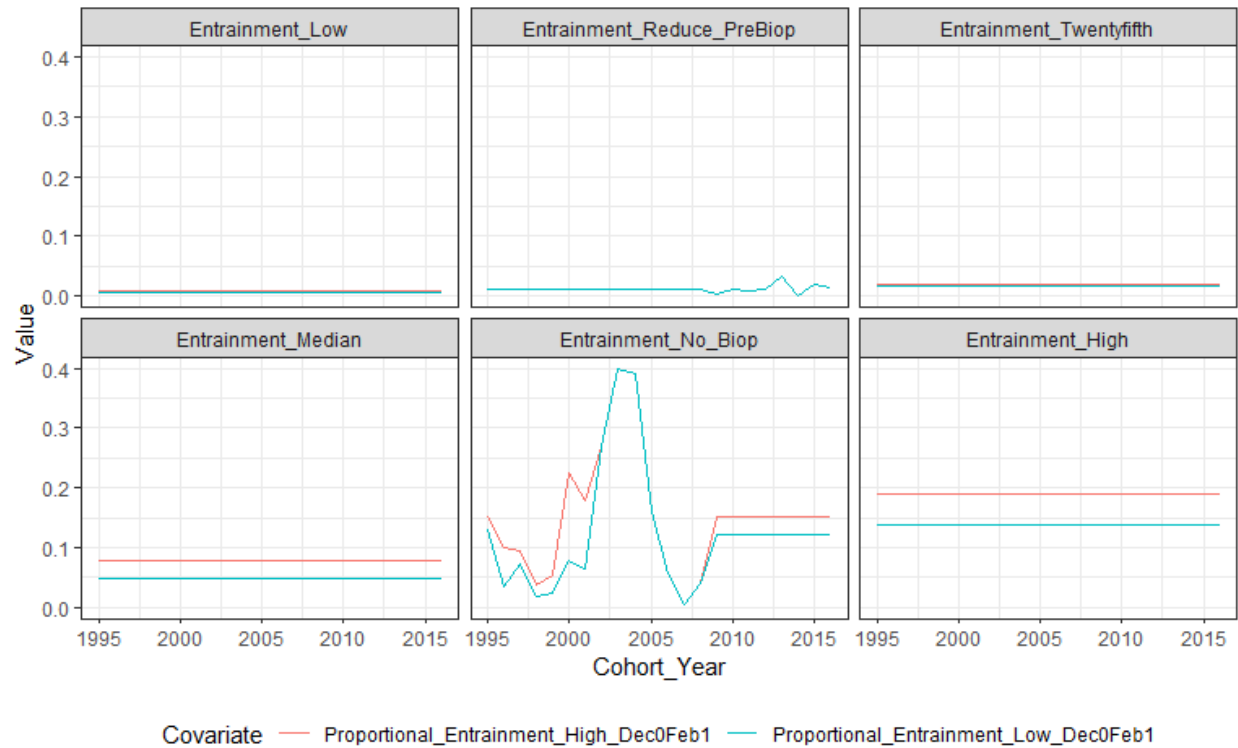 Entrainment_Low Entrainment_Reduce_PreBiop Entrainment_Twentyfifth
0.4
0.3
0.2
0.1
0.0
Value
Entrainment_Median Entrainment_No_Biop Entrainment_High
0.4
0.3
0.2
0.1
0.0
1995 2000 2005 2010 2015 1995 2000 2005 2010 2015 1995 2000 2005 2010 2015
Cohort_Year
Covariate Proportional_Entrainment_High_Dec0Feb1 Proportional_Entrainment_Low_Dec0Feb1